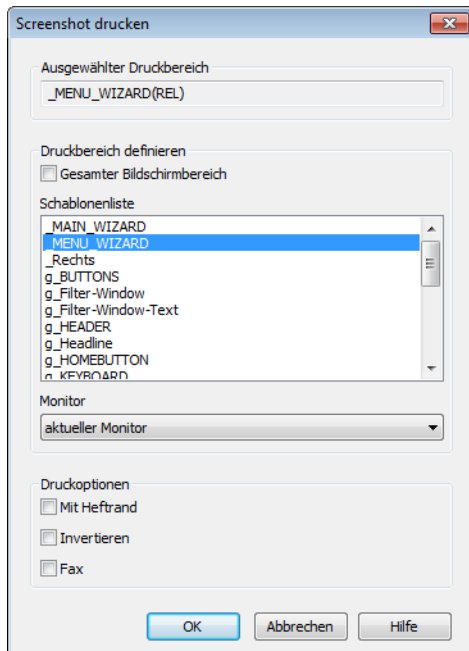 Screenshot drucken
Ausgewählter Druckbereich
_MENU_WIZARD(REL)
Druckbereich definieren
Gesamter Bildschirmbereich
Schablonenliste
_MAIN_WIZARD
_MENU_WIZARD
_Rechts
g_BUTTONS
g_Filter-Window
g_Filter-Window-Text
g_HEADER
g_Headline
g_HOMEBUTTON
g_KEYBOARD
Monitor
aktueller Monitor
Druckoptionen
Mit Heftrand
Invertieren
Fax
OK Abbrechen Hilfe